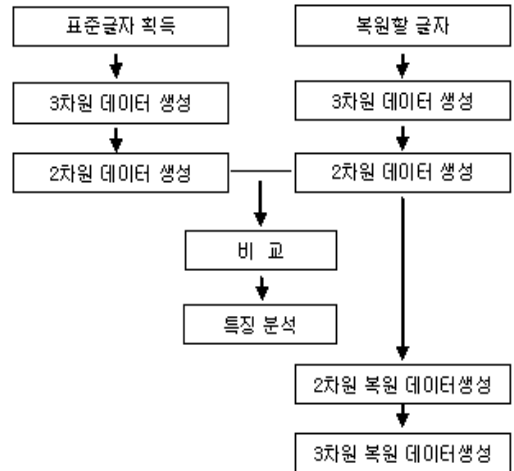 표준글자 획득
복원할 글자
3차원 데이터 생성
3차원 데이터 생성
2차원 데이터 생성
2차원 데이터 생성
비 교
특징 분석
2차원 복원 데이터생성
3차원 복원 데이터생성